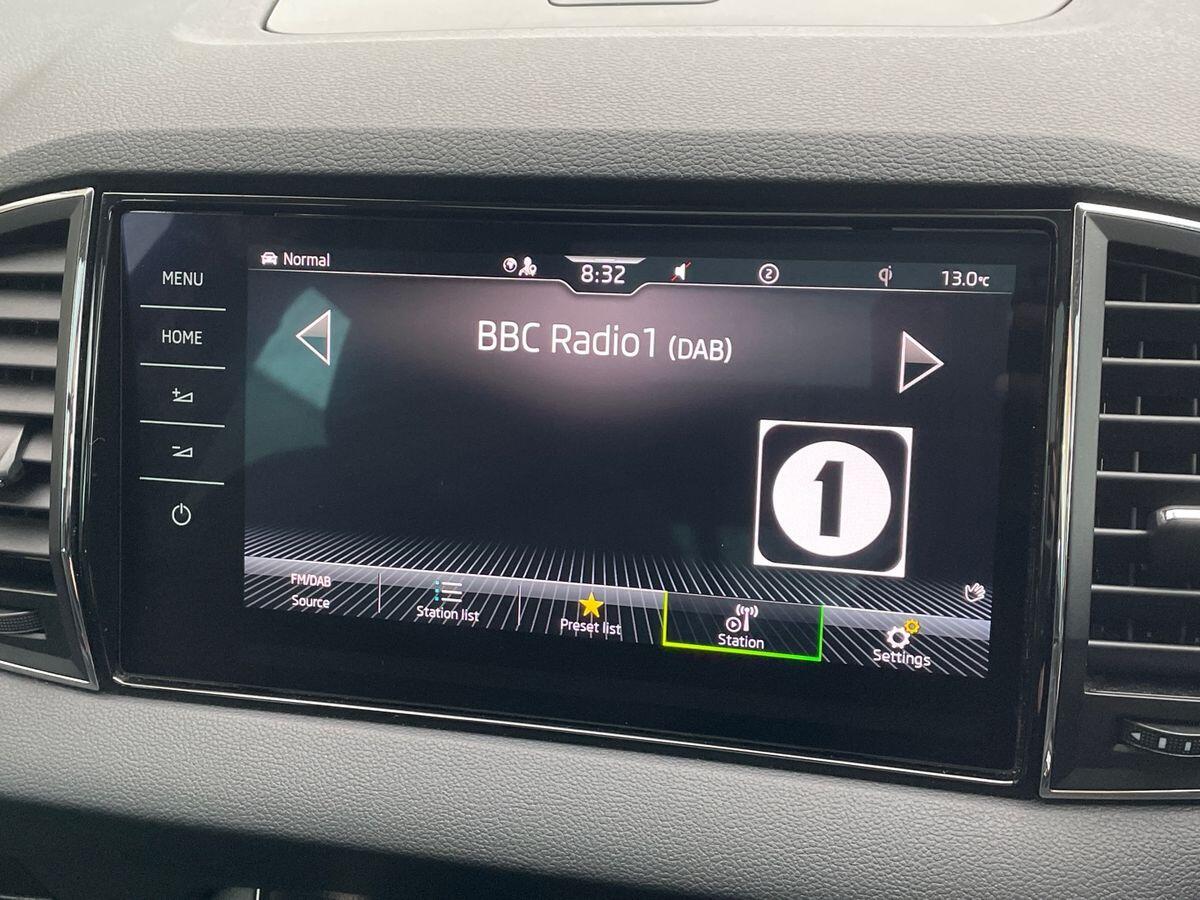 MENU
HOME
Normal
8:32
2
13.0°C
BBC Radio1 (DAB)
1
FM/DAB
Source
Station list
Preset list
Station
Settings